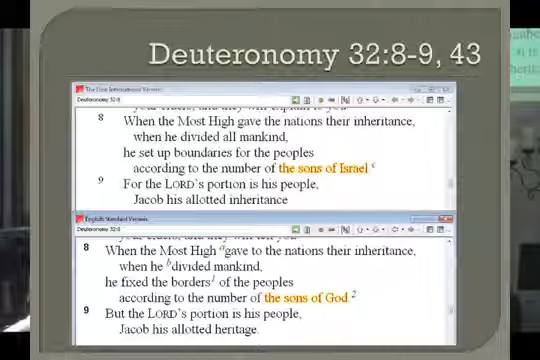 Deuteronomy 32:8-9, 43
Deuteronomy 32:8
8 When the Most High gave the nations their inheritance,
when he divided all mankind,
he set up boundaries for the peoples
according to the number of the sons of Israel c
9 For the LORD's portion is his people,
Jacob his allotted inheritance
English Standard Version
Deuteronomy 32:8
8 When the Most High a gave to the nations their inheritance,
when he b divided mankind,
he fixed the borders 1 of the peoples
according to the number of the sons of God. 2
9 But the LORD's portion is his people,
Jacob his allotted heritage.